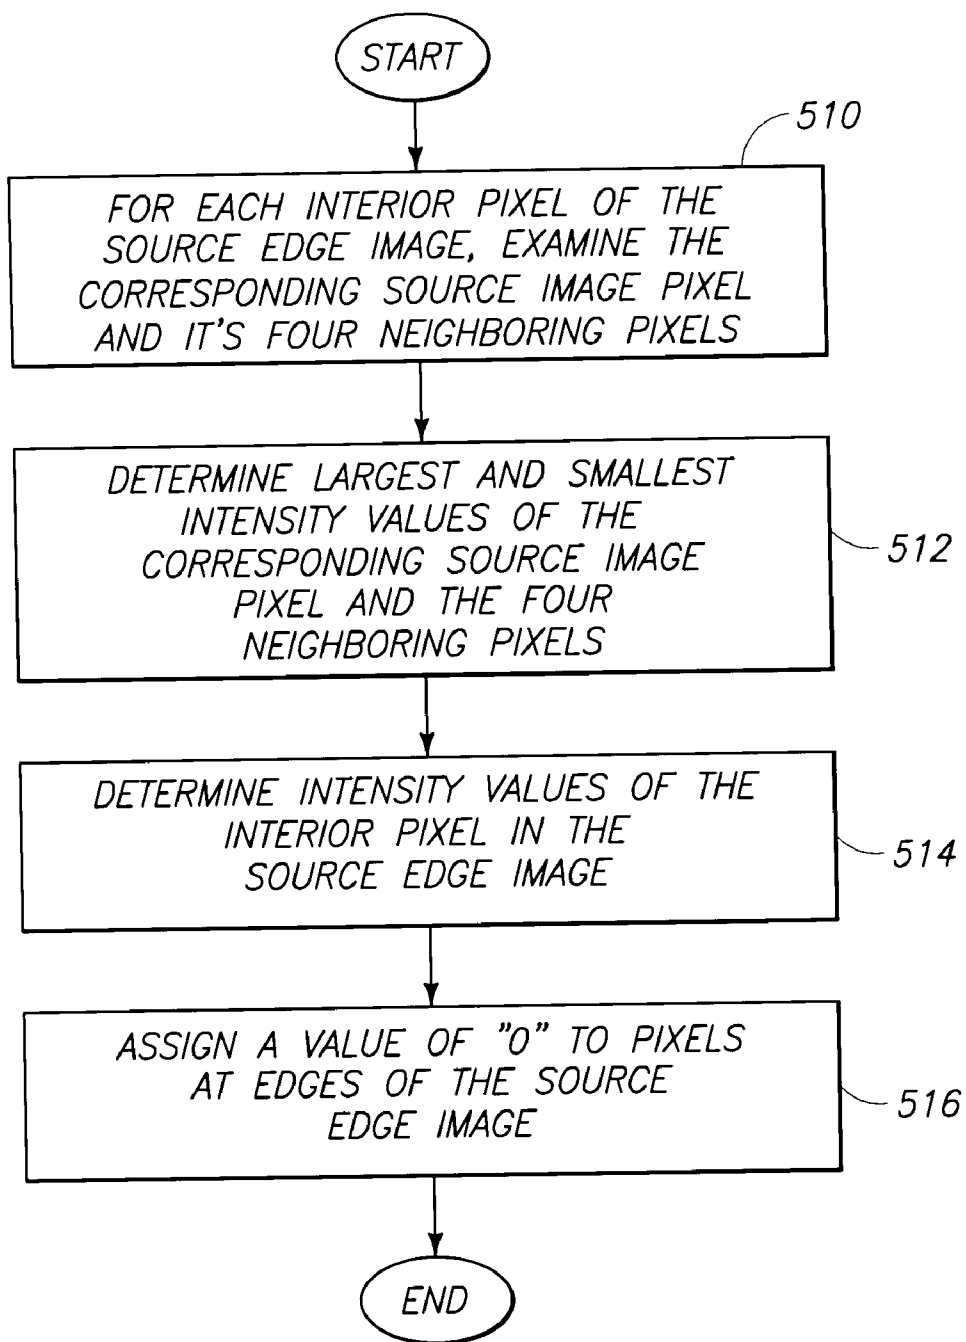 START
510
FOR EACH INTERIOR PIXEL OF THE
SOURCE EDGE IMAGE, EXAMINE THE
CORRESPONDING SOURCE IMAGE PIXEL
AND IT'S FOUR NEIGHBORING PIXELS
DETERMINE LARGEST AND SMALLEST
INTENSITY VALUES OF THE
CORRESPONDING SOURCE IMAGE
PIXEL AND THE FOUR
NEIGHBORING PIXELS
512
DETERMINE INTENSITY VALUES OF THE
INTERIOR PIXEL IN THE
SOURCE EDGE IMAGE
514
ASSIGN A VALUE OF "0" TO PIXELS
AT EDGES OF THE SOURCE
EDGE IMAGE
516
END